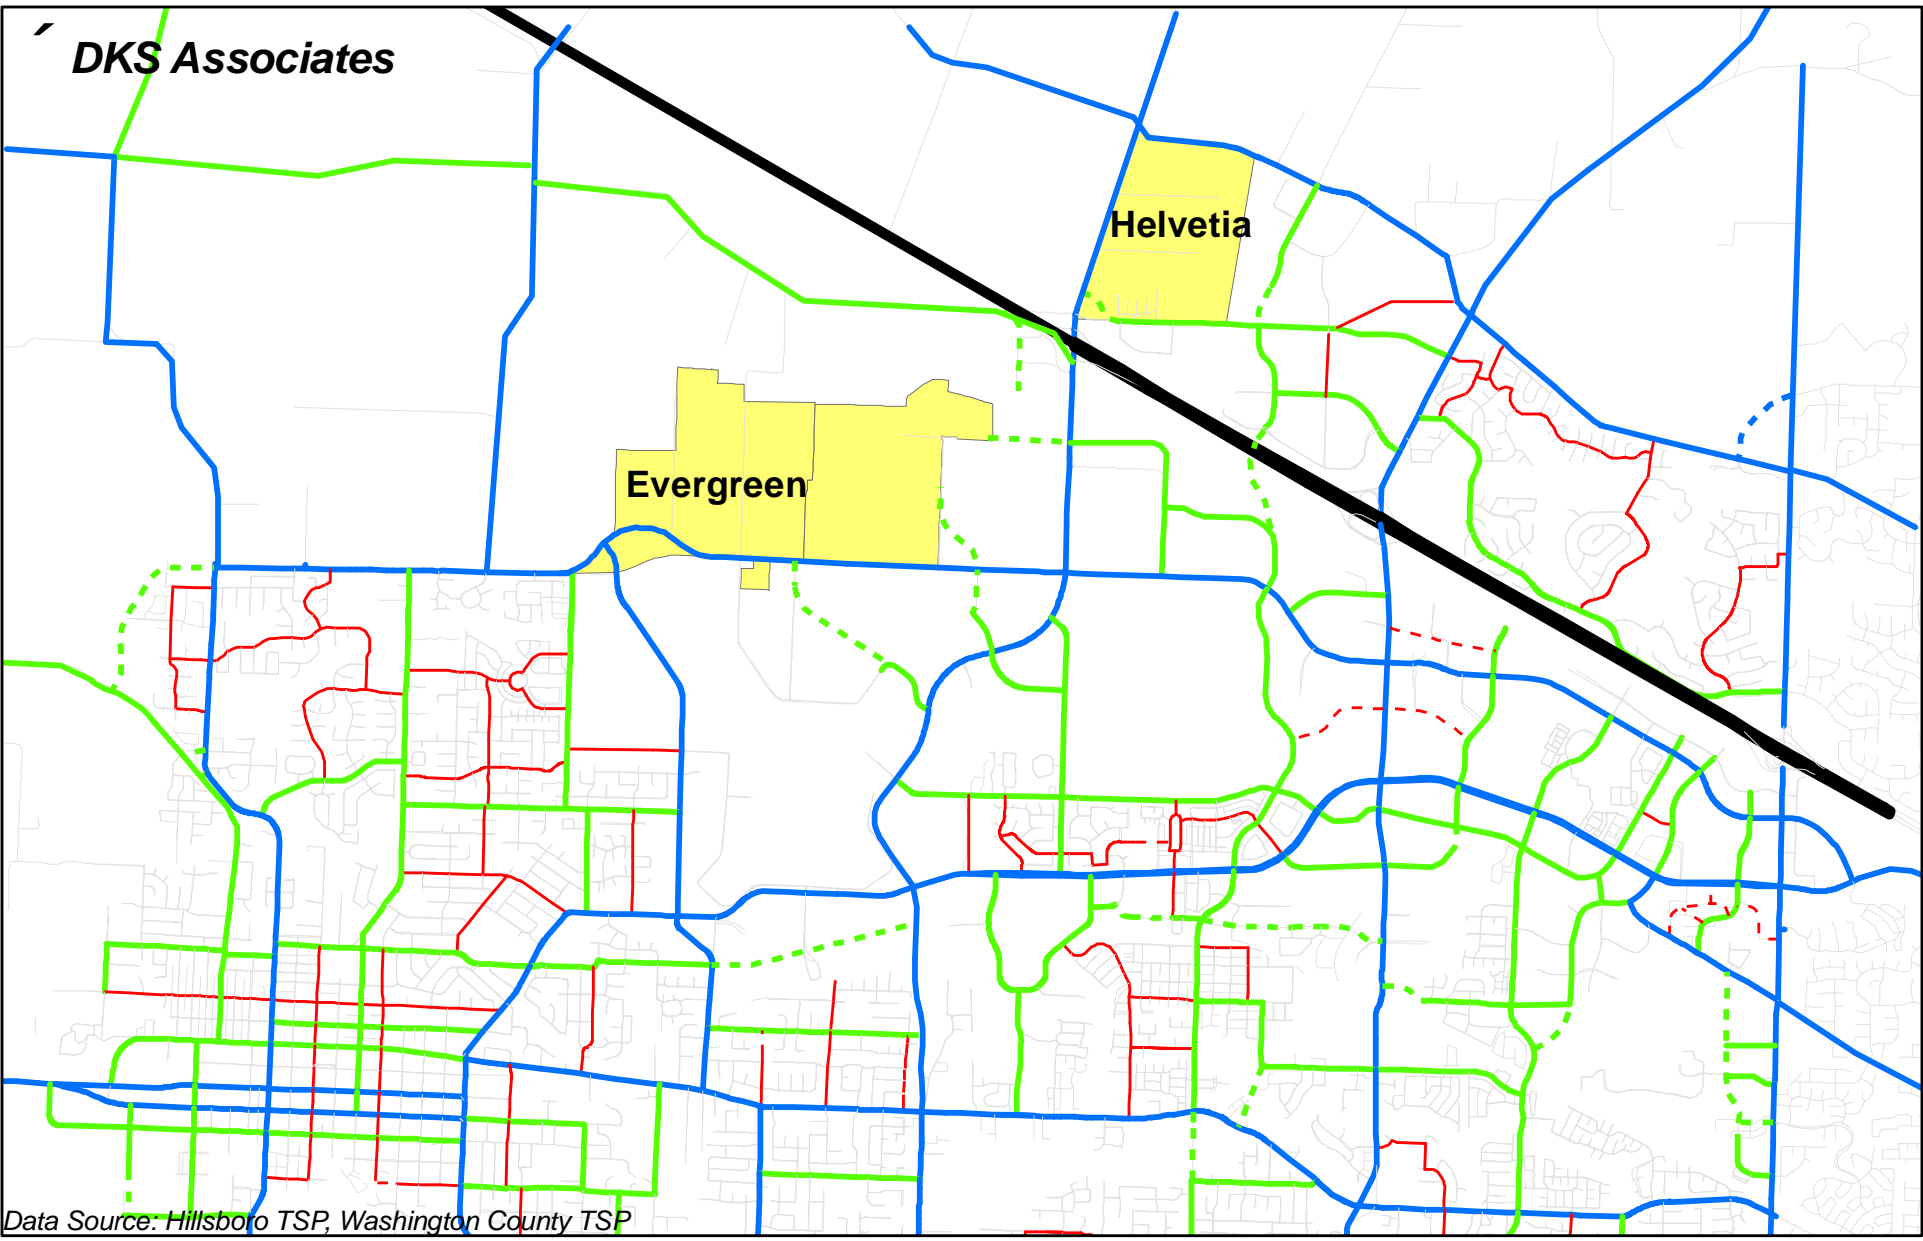 DKS Associates
Helvetia
Evergreen
Data Source: Hillsboro TSP, Washington County TSP